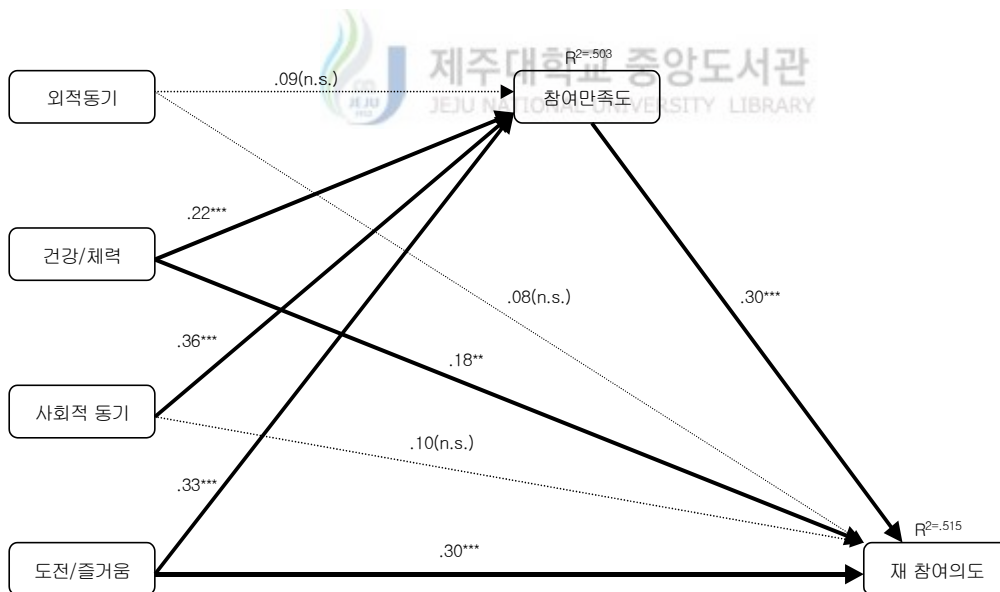 R2=.503
제주대학교 중앙도서관
JEJU NATIONAL UNIVERSITY LIBRARY
JEJU
1952
외적동기
.09(n.s.)
참여만족도
.22***
건강/체력
.08(n.s.)
.30***
.36***
.18**
사회적 동기
.10(n.s.)
.33***
R2=.515
.30***
도전/즐거움
재 참여의도